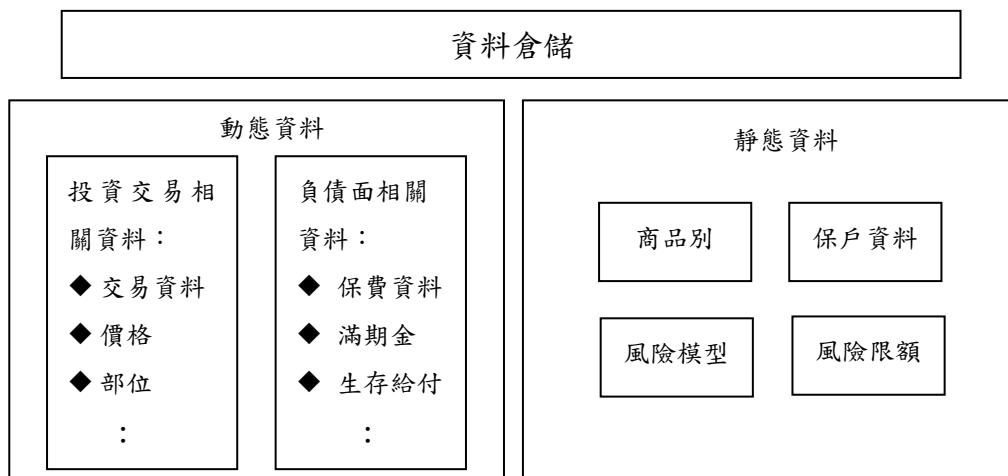 資料倉儲
動態資料
投資交易相
關資料：
◆ 交易資料
◆ 價格
◆ 部位
：
負債面相關
資料：
◆ 保費資料
◆ 滿期金
◆ 生存給付
：
靜態資料
商品別
保戶資料
風險模型
風險限額